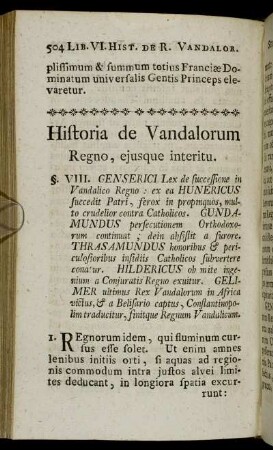 504 LIB. VI. HIST. DE R. VANDALOR.
plissimum & summum totius Franciæ Do-
minatum universalis Gentis Princeps ele-
varetur.
Historia de Vandalorum
Regno, ejusque interitu.
§. VIII. GENSERICI Lex de successione in
Vandalico Regno: ex ea HUNERICUS
succedit Patri, ferox in propinquos, mul-
to crudelior contra Catholicos. GUNDA-
MUNDUS persecutionem Orthodoxo-
rum continuat; dein absistit a furore.
THRASAMUNDUS honoribus & peri-
culosioribus insidiis Catholicos subvertere
conatur. HILDERICUS ob mite inge-
nium a Conjuratis Regno exuitur. GELI-
MER ultimus Rex Vandalorum in Africa
victus, & a Belisario captus, Constantinopo-
lim traducitur, finitque Regnum Vandalicum.
1. REgnorum idem, qui fluminum cur-
sus esse solet. Ut enim amnes
lenibus initiis orti, si aquas ad regio-
nis commodum intra justos alvei limi-
tes deducant, in longiora spatia excur-
runt: